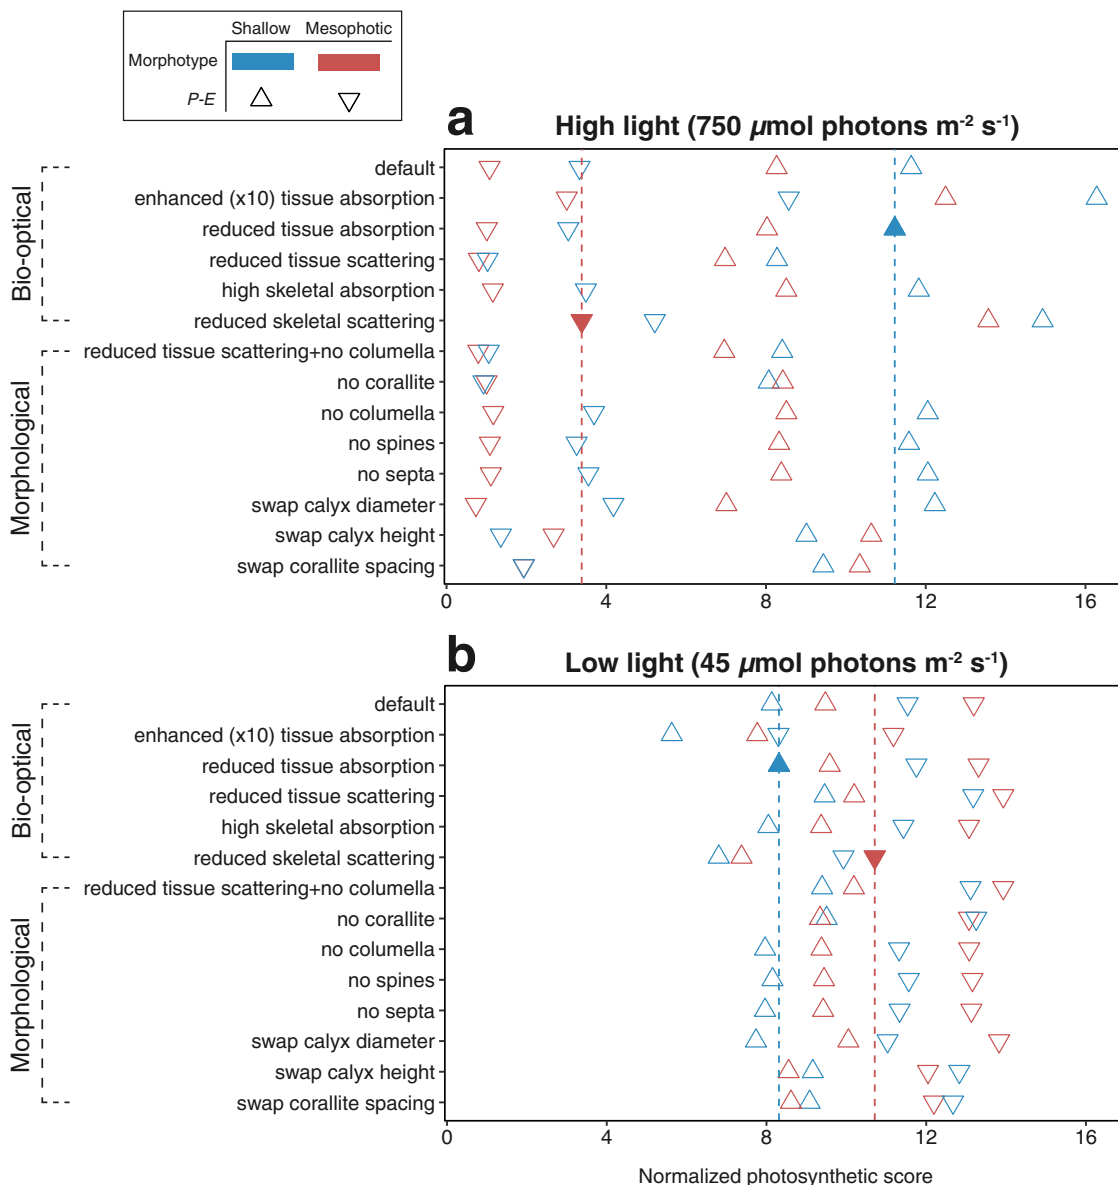 Shallow Mesophotic
Morphotype
P-E
a High light (750 µmol photons m-2 s-1)
Bio-optical
default
enhanced (x10) tissue absorption
reduced tissue absorption
reduced tissue scattering
high skeletal absorption
reduced skeletal scattering
Morphological
reduced tissue scattering+no columella
no corallite
no columella
no spines
no septa
swap calyx diameter
swap calyx height
swap corallite spacing
0 4 8 12 16
b Low light (45 µmol photons m-2 s-1)
Bio-optical
default
enhanced (x10) tissue absorption
reduced tissue absorption
reduced tissue scattering
high skeletal absorption
reduced skeletal scattering
Morphological
reduced tissue scattering+no columella
no corallite
no columella
no spines
no septa
swap calyx diameter
swap calyx height
swap corallite spacing
0 4 8 12 16
Normalized photosynthetic score